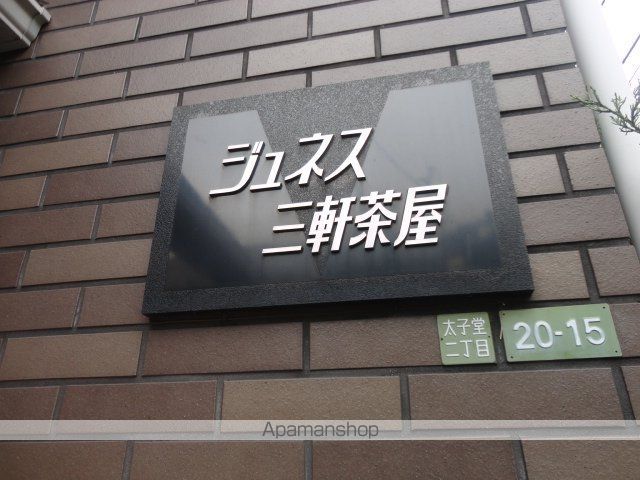 ジュネス
三軒茶屋
太子堂
二丁目
20-15
Apamanshop